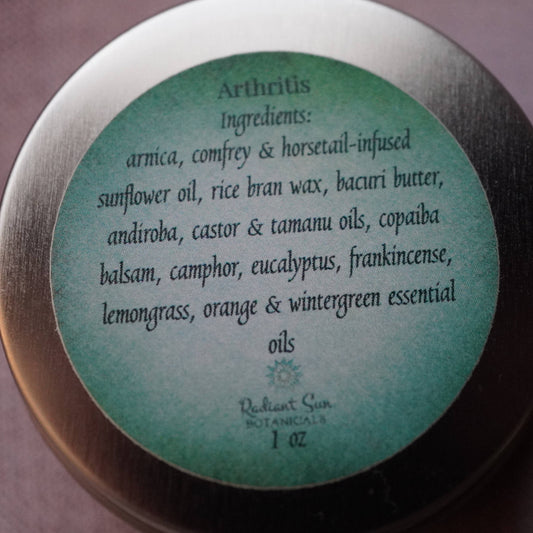 Arthritis
Ingredients:
arnica, comfrey & horsetail-infused
sunflower oil, rice bran wax, bacuri butter,
andiroba, castor & tamanu oils, copaiba
balsam, camphor, eucalyptus, frankincense,
lemongrass, orange & wintergreen essential
oils
Radiant Sun
BOTANICALS
1 oz